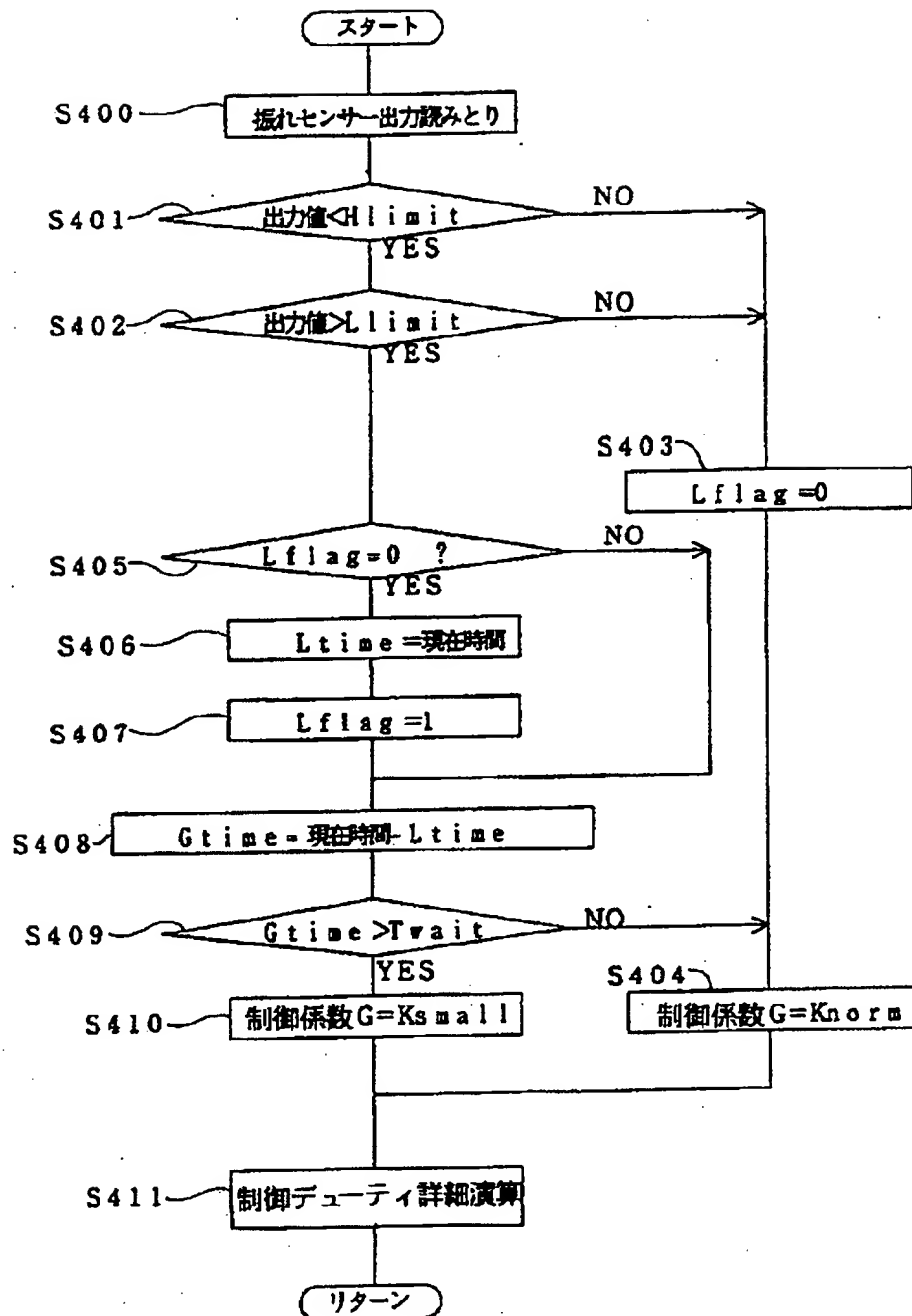 スタート
S400
振れセンサー出力読みとり
S401
出力値<Hlimit
NO
YES
S402
出力値>Llimit
NO
YES
S403
Lflag=0
S405
Lflag=0 ?
NO
YES
S406
Ltime=現在時間
S407
Lflag=1
S408
Gtime=現在時間-Ltime
S409
Gtime>Twait
NO
YES
S404
制御係数G=Knorm
S410
制御係数G=Ksmall
S411
制御デューティ詳細演算
リターン